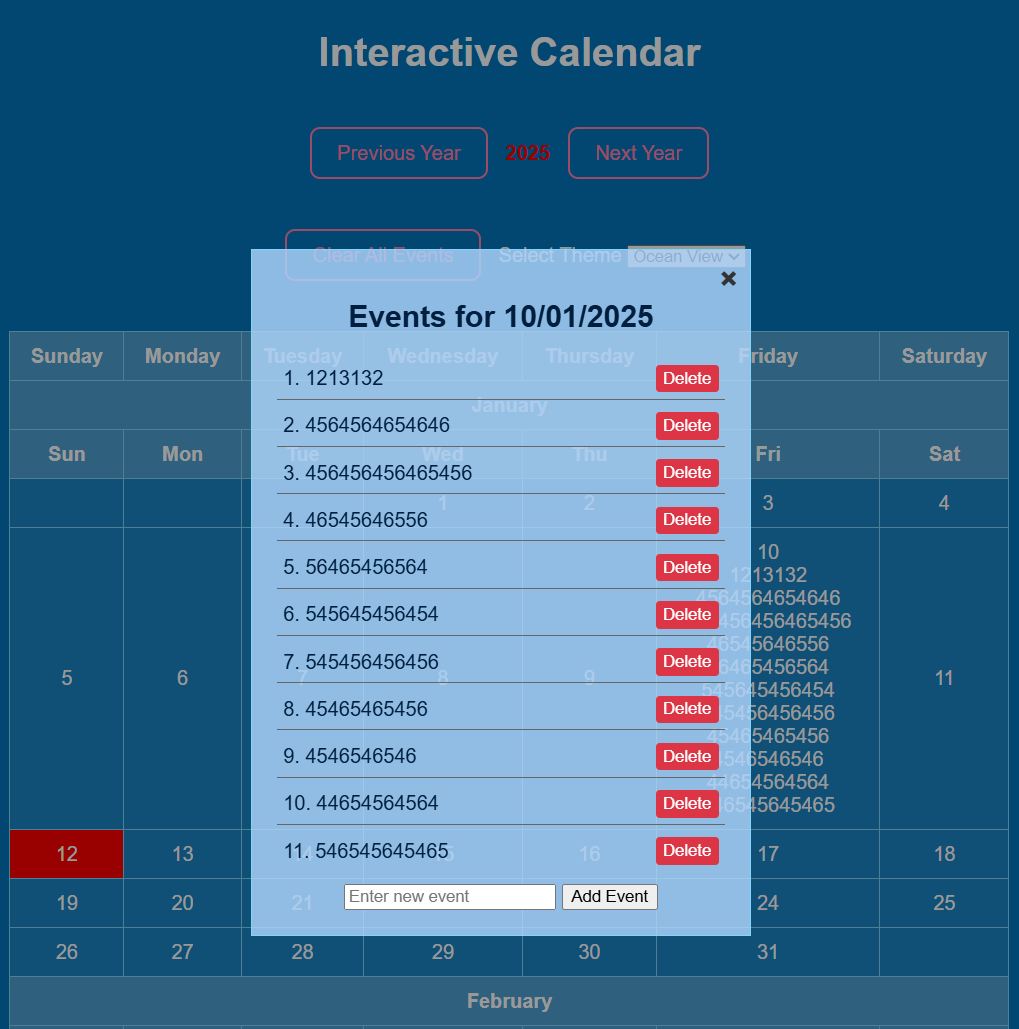 Interactive Calendar
Previous Year 2025 Next Year
Clear All Events Select Theme Ocean View
✖
Events for 10/01/2025
1. 1213132 Delete
2. 4564564654646 Delete
3. 456456456465456 Delete
4. 46545646556 Delete
5. 56465456564 Delete
6. 545645456454 Delete
7. 545456456456 Delete
8. 45465465456 Delete
9. 4546546546 Delete
10. 44654564564 Delete
11. 546545645465 Delete
Enter new event Add Event
Sunday Monday Tuesday Wednesday Thursday Friday Saturday
January
Sun Mon Tue Wed Thu Fri Sat
1 2 3 4
5 6 7 8 9 10 11
1213132
4564564654646
456456456465456
46545646556
56465456564
545645456454
545456456456
45465465456
4546546546
44654564564
546545645465
12 13 14 15 16 17 18
19 20 21 24 25
26 27 28 29 30 31
February